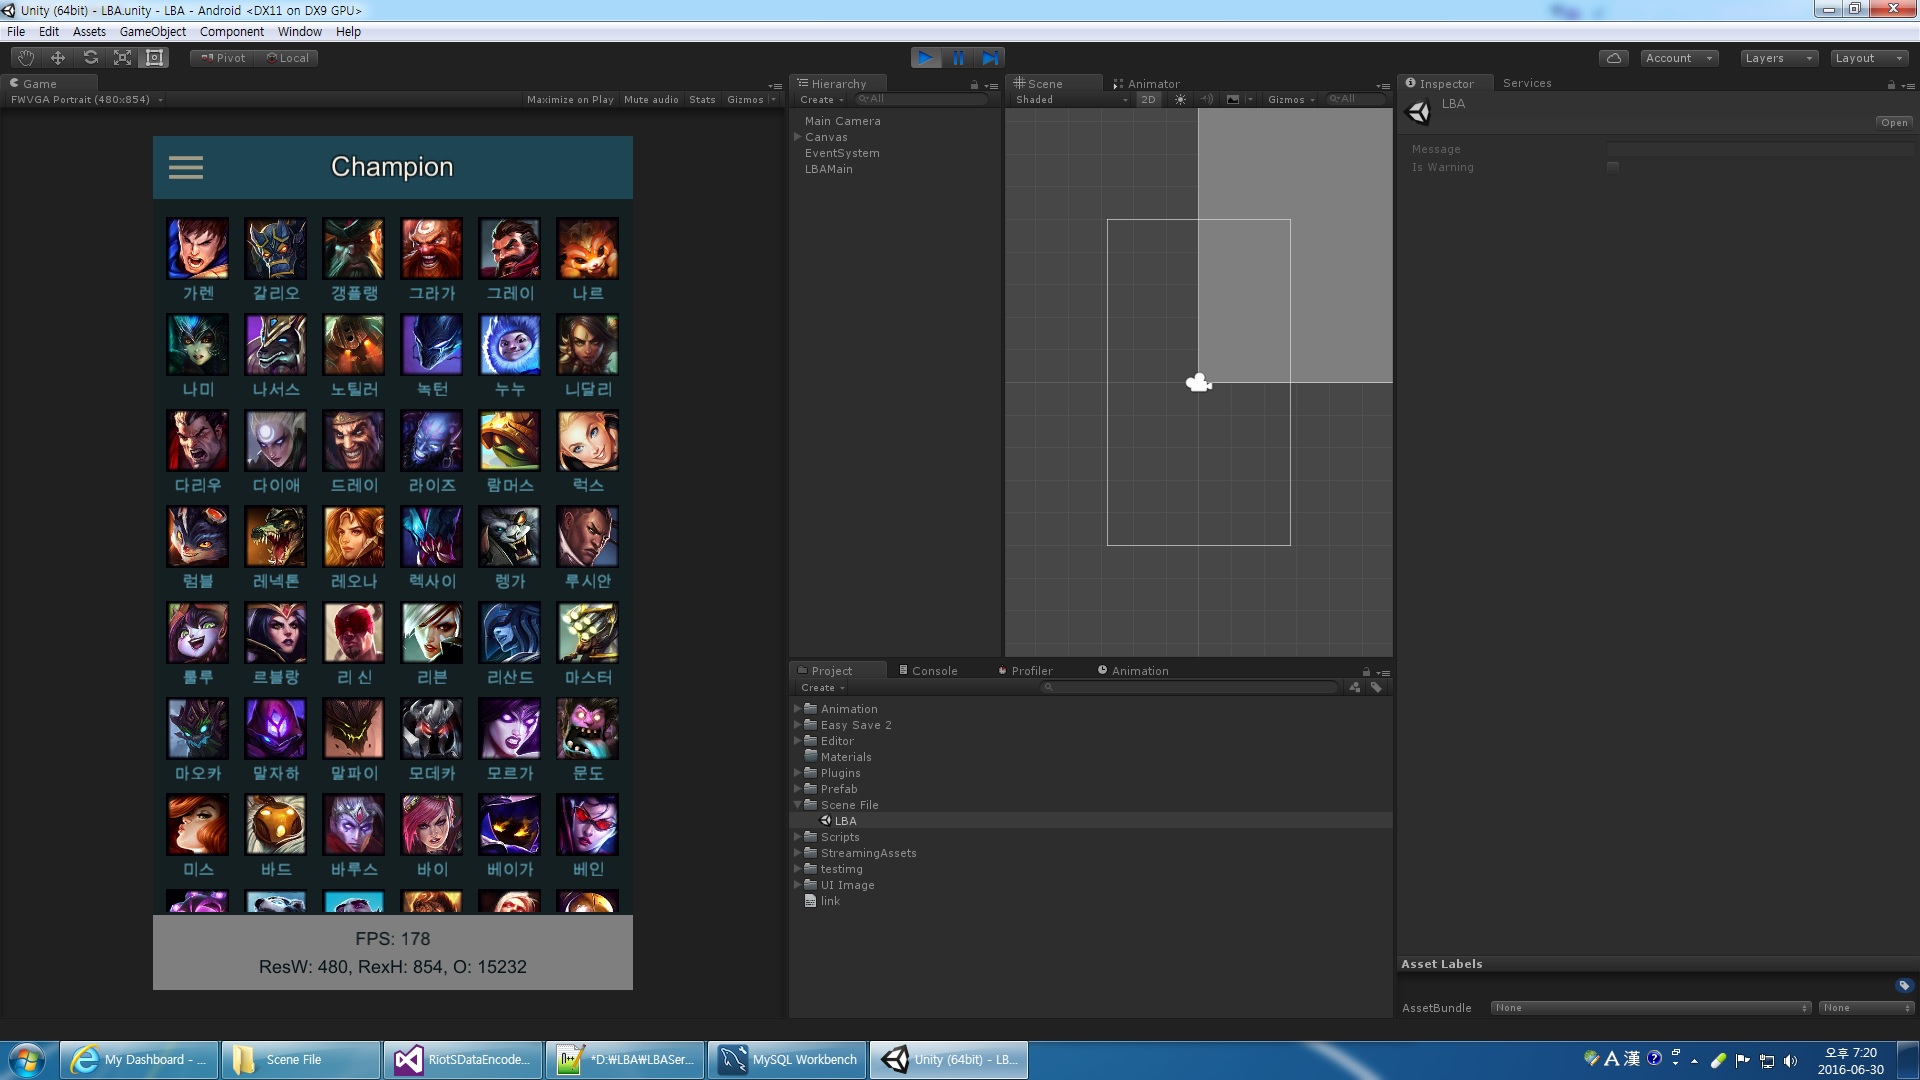 Unity (64bit) - LBA.unity - LBA - Android <DX11 on DX9 GPU>
File Edit Assets GameObject Component Window Help
Pivot Local Account Layers Layout
Game
FWVGA Portrait (480x854) Maximize on Play Mute audio Stats Gizmos
Champion
가렌 갈리오 갱플랭 그라가 그레이 나르
나미 나서스 노틸러 녹턴 누누 니달리
다리우 다이애 드레이 라이즈 람머스 럭스
럼블 레넥톤 레오나 렉사이 렝가 루시안
룰루 르블랑 리 신 리븐 리산드 마스터
마오카 말자하 말파이 모데카 모르가 문도
미스 바드 바루스 바이 베이가 베인
FPS: 178
ResW: 480, RexH: 854, O: 15232
Hierarchy
Create All
Main Camera
Canvas
EventSystem
LBAMain
Scene Animator
Shaded 2D Gizmos All
Project Console Profiler Animation
Create
Animation
Easy Save 2
Editor
Materials
Plugins
Prefab
Scene File
LBA
Scripts
StreamingAssets
testimg
UI Image
link
Inspector Services
LBA
Open
Message
Is Warning
Asset Labels
AssetBundle None None
My Dashboard - ... Scene File RiotSDataEncode... *D:₩LBA₩LBASer... MySQL Workbench Unity (64bit) - LB...
A 漢
오후 7:20
2016-06-30